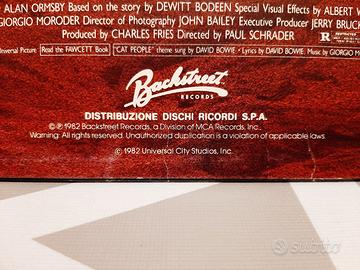 ALAN ORMSBY Based on the story by DEWITT BODEEN Special Visual Effects by ALBERT
GIORGIO MORODER Director of Photography JOHN BAILEY Executive Producer JERRY BRUC
Produced by CHARLES FRIES Directed by PAUL SCHRADER
Universal Picture Read the FAWCETT Book "CAT PEOPLE" theme sung by DAVID BOWIE Lyrics by DAVID BOWIE Music by GIORGIO M
R
RESTRICTED
Backstreet
RECORDS
DISTRIBUZIONE DISCHI RICORDI S.P.A.
©℗ 1982 Backstreet Records, a Division of MCA Records, Inc.
Warning: All rights reserved. Unauthorized duplication is a violation of applicable laws.
© 1982 Universal City Studios, Inc.
subito